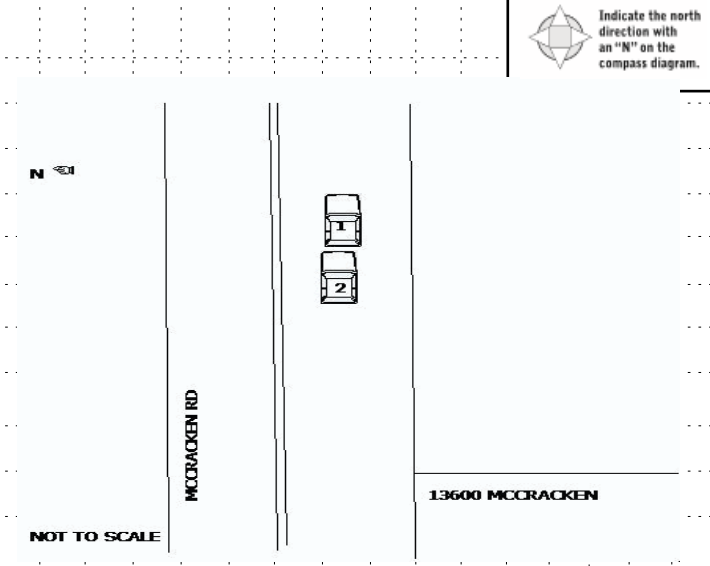 Indicate the north
direction with
an "N" on the
compass diagram.
N
1
2
MCCRACKEN RD
13600 MCCRACKEN
NOT TO SCALE